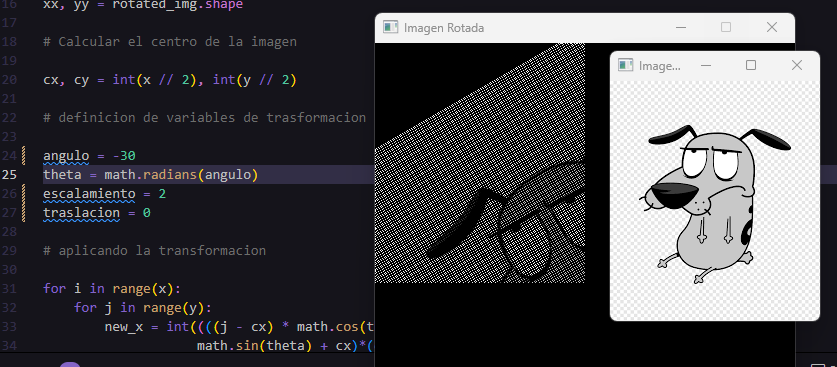 16 xx, yy = rotated_img.shape
17
18 # Calcular el centro de la imagen
19
20 cx, cy = int(x // 2), int(y // 2)
21
22 # definicion de variables de trasformacion
23
24 angulo = -30
25 theta = math.radians(angulo)
26 escalamiento = 2
27 traslacion = 0
28
29 # aplicando la transformacion
30
31 for i in range(x):
32 for j in range(y):
33 new_x = int((((j - cx) * math.cos(t
34 math.sin(theta) + cx)*(
Imagen Rotada
Image...